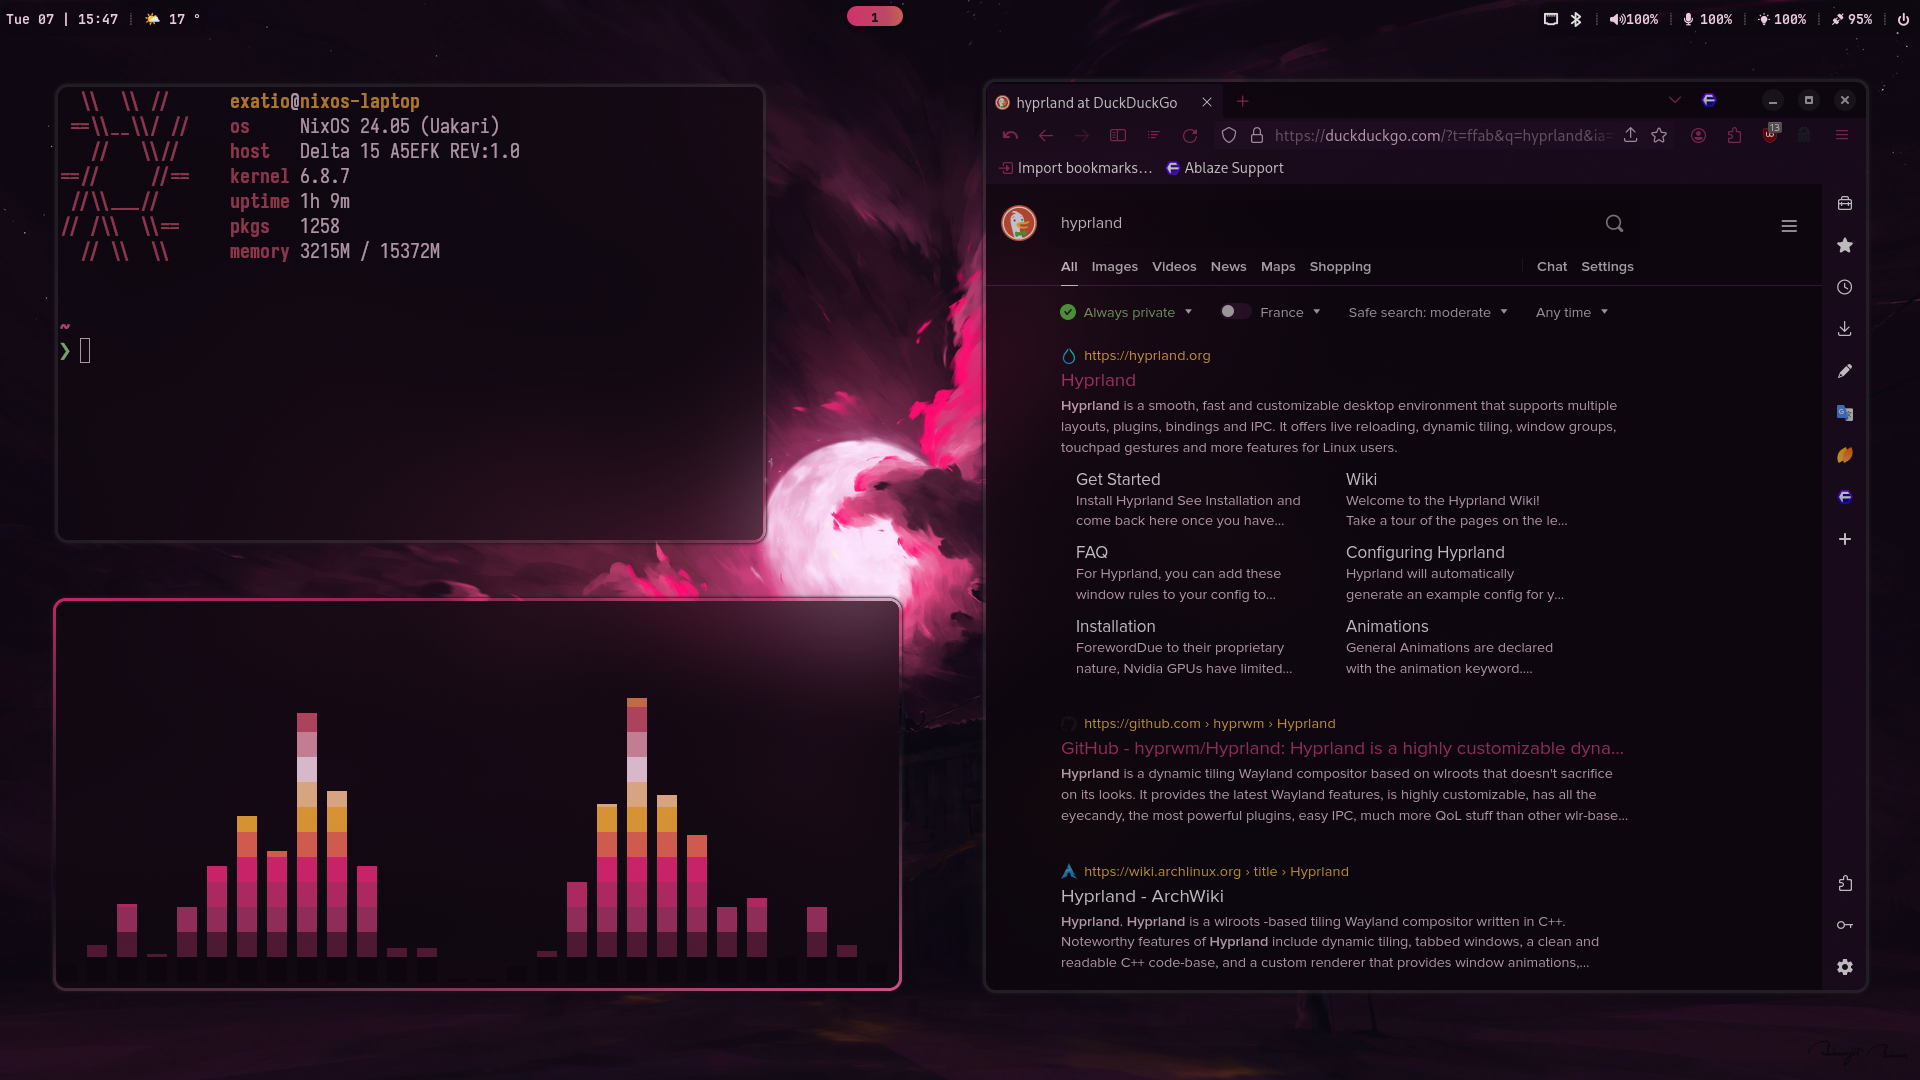 Tue 07 | 15:47 17 °
1
100% 100% 100% 95%
exatio@nixos-laptop
os NixOS 24.05 (Uakari)
host Delta 15 A5EFK REV:1.0
kernel 6.8.7
uptime 1h 9m
pkgs 1258
memory 3215M / 15372M
~
❯
hyprland at DuckDuckGo
https://duckduckgo.com/?t=ffab&q=hyprland&ia=
13
Import bookmarks… Ablaze Support
hyprland
All Images Videos News Maps Shopping Chat Settings
Always private France Safe search: moderate Any time
https://hyprland.org
Hyprland
Hyprland is a smooth, fast and customizable desktop environment that supports multiple
layouts, plugins, bindings and IPC. It offers live reloading, dynamic tiling, window groups,
touchpad gestures and more features for Linux users.
Get Started
Install Hyprland See Installation and
come back here once you have...
Wiki
Welcome to the Hyprland Wiki!
Take a tour of the pages on the le...
FAQ
For Hyprland, you can add these
window rules to your config to...
Configuring Hyprland
Hyprland will automatically
generate an example config for y...
Installation
ForewordDue to their proprietary
nature, Nvidia GPUs have limited...
Animations
General Animations are declared
with the animation keyword....
https://github.com › hyprwm › Hyprland
GitHub - hyprwm/Hyprland: Hyprland is a highly customizable dyna...
Hyprland is a dynamic tiling Wayland compositor based on wlroots that doesn't sacrifice
on its looks. It provides the latest Wayland features, is highly customizable, has all the
eyecandy, the most powerful plugins, easy IPC, much more QoL stuff than other wlr-base...
https://wiki.archlinux.org › title › Hyprland
Hyprland - ArchWiki
Hyprland. Hyprland is a wlroots -based tiling Wayland compositor written in C++.
Noteworthy features of Hyprland include dynamic tiling, tabbed windows, a clean and
readable C++ code-base, and a custom renderer that provides window animations,...